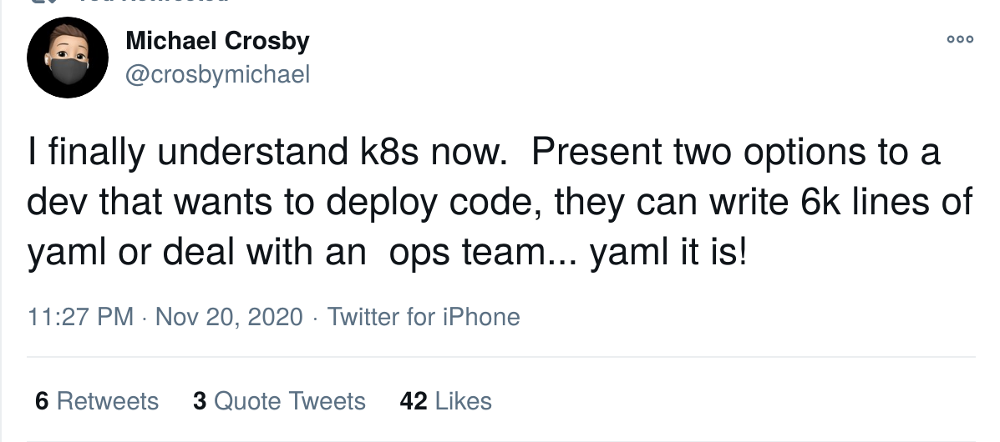 Michael Crosby
@crosbymichael
I finally understand k8s now.  Present two options to a
dev that wants to deploy code, they can write 6k lines of
yaml or deal with an  ops team... yaml it is!
11:27 PM · Nov 20, 2020 · Twitter for iPhone
6 Retweets 3 Quote Tweets 42 Likes